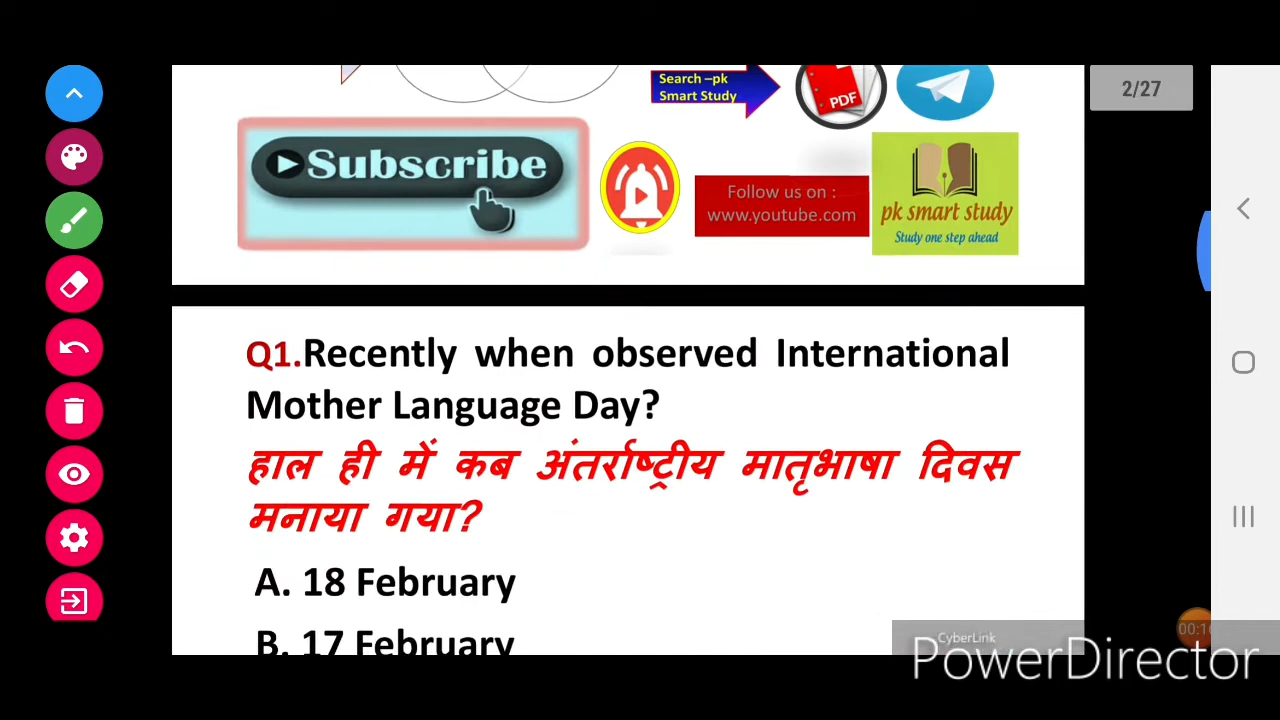 Search –pk
Smart Study
PDF
2/27
Subscribe
Follow us on :
www.youtube.com
pk smart study
Study one step ahead
Q1.Recently when observed International
Mother Language Day?
हाल ही में कब अंतर्राष्ट्रीय मातृभाषा दिवस
मनाया गया?
A. 18 February
B. 17 February
CyberLink
PowerDirector